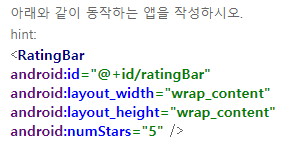 아래와 같이 동작하는 앱을 작성하시오.
hint:
<RatingBar
android:id="@+id/ratingBar"
android:layout_width="wrap_content"
android:layout_height="wrap_content"
android:numStars="5" />